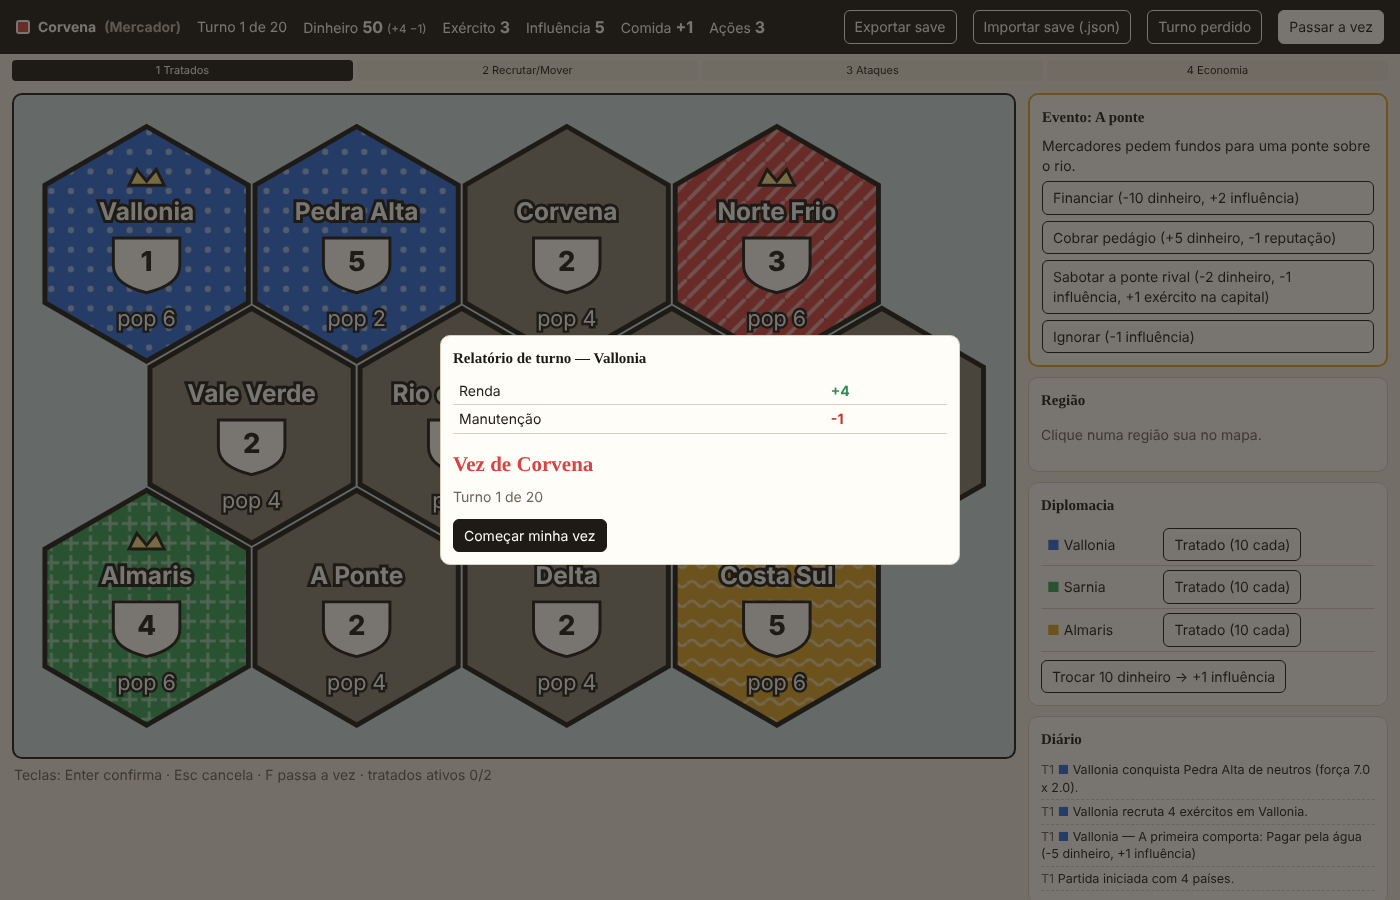 Corvena (Mercador) Turno 1 de 20 Dinheiro 50 (+4 −1) Exército 3 Influência 5 Comida +1 Ações 3 Exportar save Importar save (.json) Turno perdido Passar a vez
1 Tratados 2 Recrutar/Mover 3 Ataques 4 Economia
Vallonia
1
pop 6
Pedra Alta
5
pop 2
Corvena
2
pop 4
Norte Frio
3
pop 6
Vale Verde
2
pop 4
Almaris
4
pop 6
A Ponte
2
pop 4
Delta
2
pop 4
Costa Sul
5
pop 6
Relatório de turno — Vallonia
Renda +4
Manutenção -1
Vez de Corvena
Turno 1 de 20
Começar minha vez
Teclas: Enter confirma · Esc cancela · F passa a vez · tratados ativos 0/2
Evento: A ponte
Mercadores pedem fundos para uma ponte sobre
o rio.
Financiar (-10 dinheiro, +2 influência)
Cobrar pedágio (+5 dinheiro, -1 reputação)
Sabotar a ponte rival (-2 dinheiro, -1
influência, +1 exército na capital)
Ignorar (-1 influência)
Região
Clique numa região sua no mapa.
Diplomacia
Vallonia Tratado (10 cada)
Sarnia Tratado (10 cada)
Almaris Tratado (10 cada)
Trocar 10 dinheiro → +1 influência
Diário
T1 Vallonia conquista Pedra Alta de neutros (força 7.0
x 2.0).
T1 Vallonia recruta 4 exércitos em Vallonia.
T1 Vallonia — A primeira comporta: Pagar pela água
(-5 dinheiro, +1 influência)
T1 Partida iniciada com 4 países.